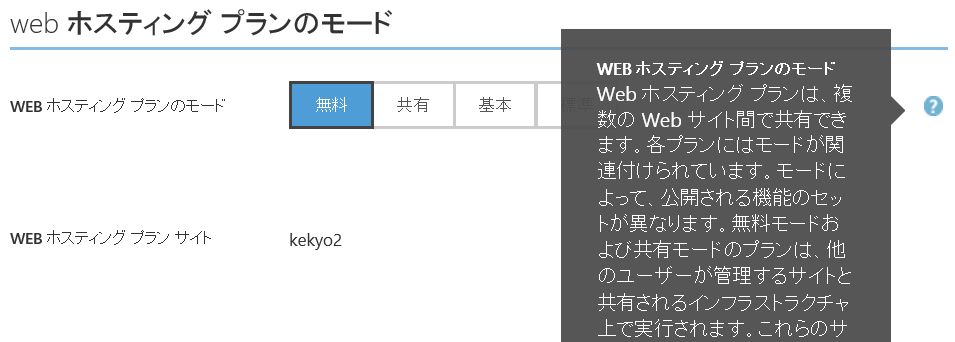 web ホスティング プランのモード
WEB ホスティング プランのモード
無料
共有
基本
標準
?
WEB ホスティング プランのモード
Web ホスティング プランは、複
数の Web サイト間で共有でき
ます。各プランにはモードが関
連付けられています。モードに
よって、公開される機能のセッ
トが異なります。無料モードお
よび共有モードのプランは、他
のユーザーが管理するサイトと
共有されるインフラストラクチャ
上で実行されます。これらのサ
WEB ホスティング プラン サイト
kekyo2